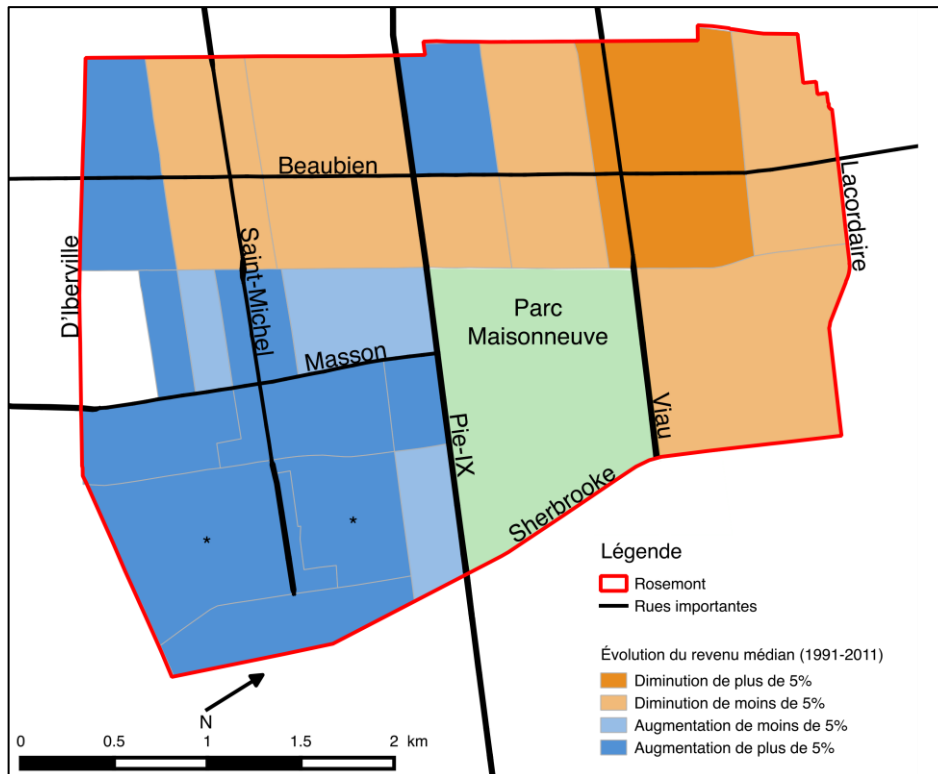 Beaubien
Lacordaire
D'Iberville
Saint-Michel
Parc
Maisonneuve
Masson
Viau
Pie-IX
Sherbrooke
*
*
Légende
Rosemont
Rues importantes
Évolution du revenu médian (1991-2011)
Diminution de plus de 5%
Diminution de moins de 5%
Augmentation de moins de 5%
Augmentation de plus de 5%
N
0 0.5 1 1.5 2 km